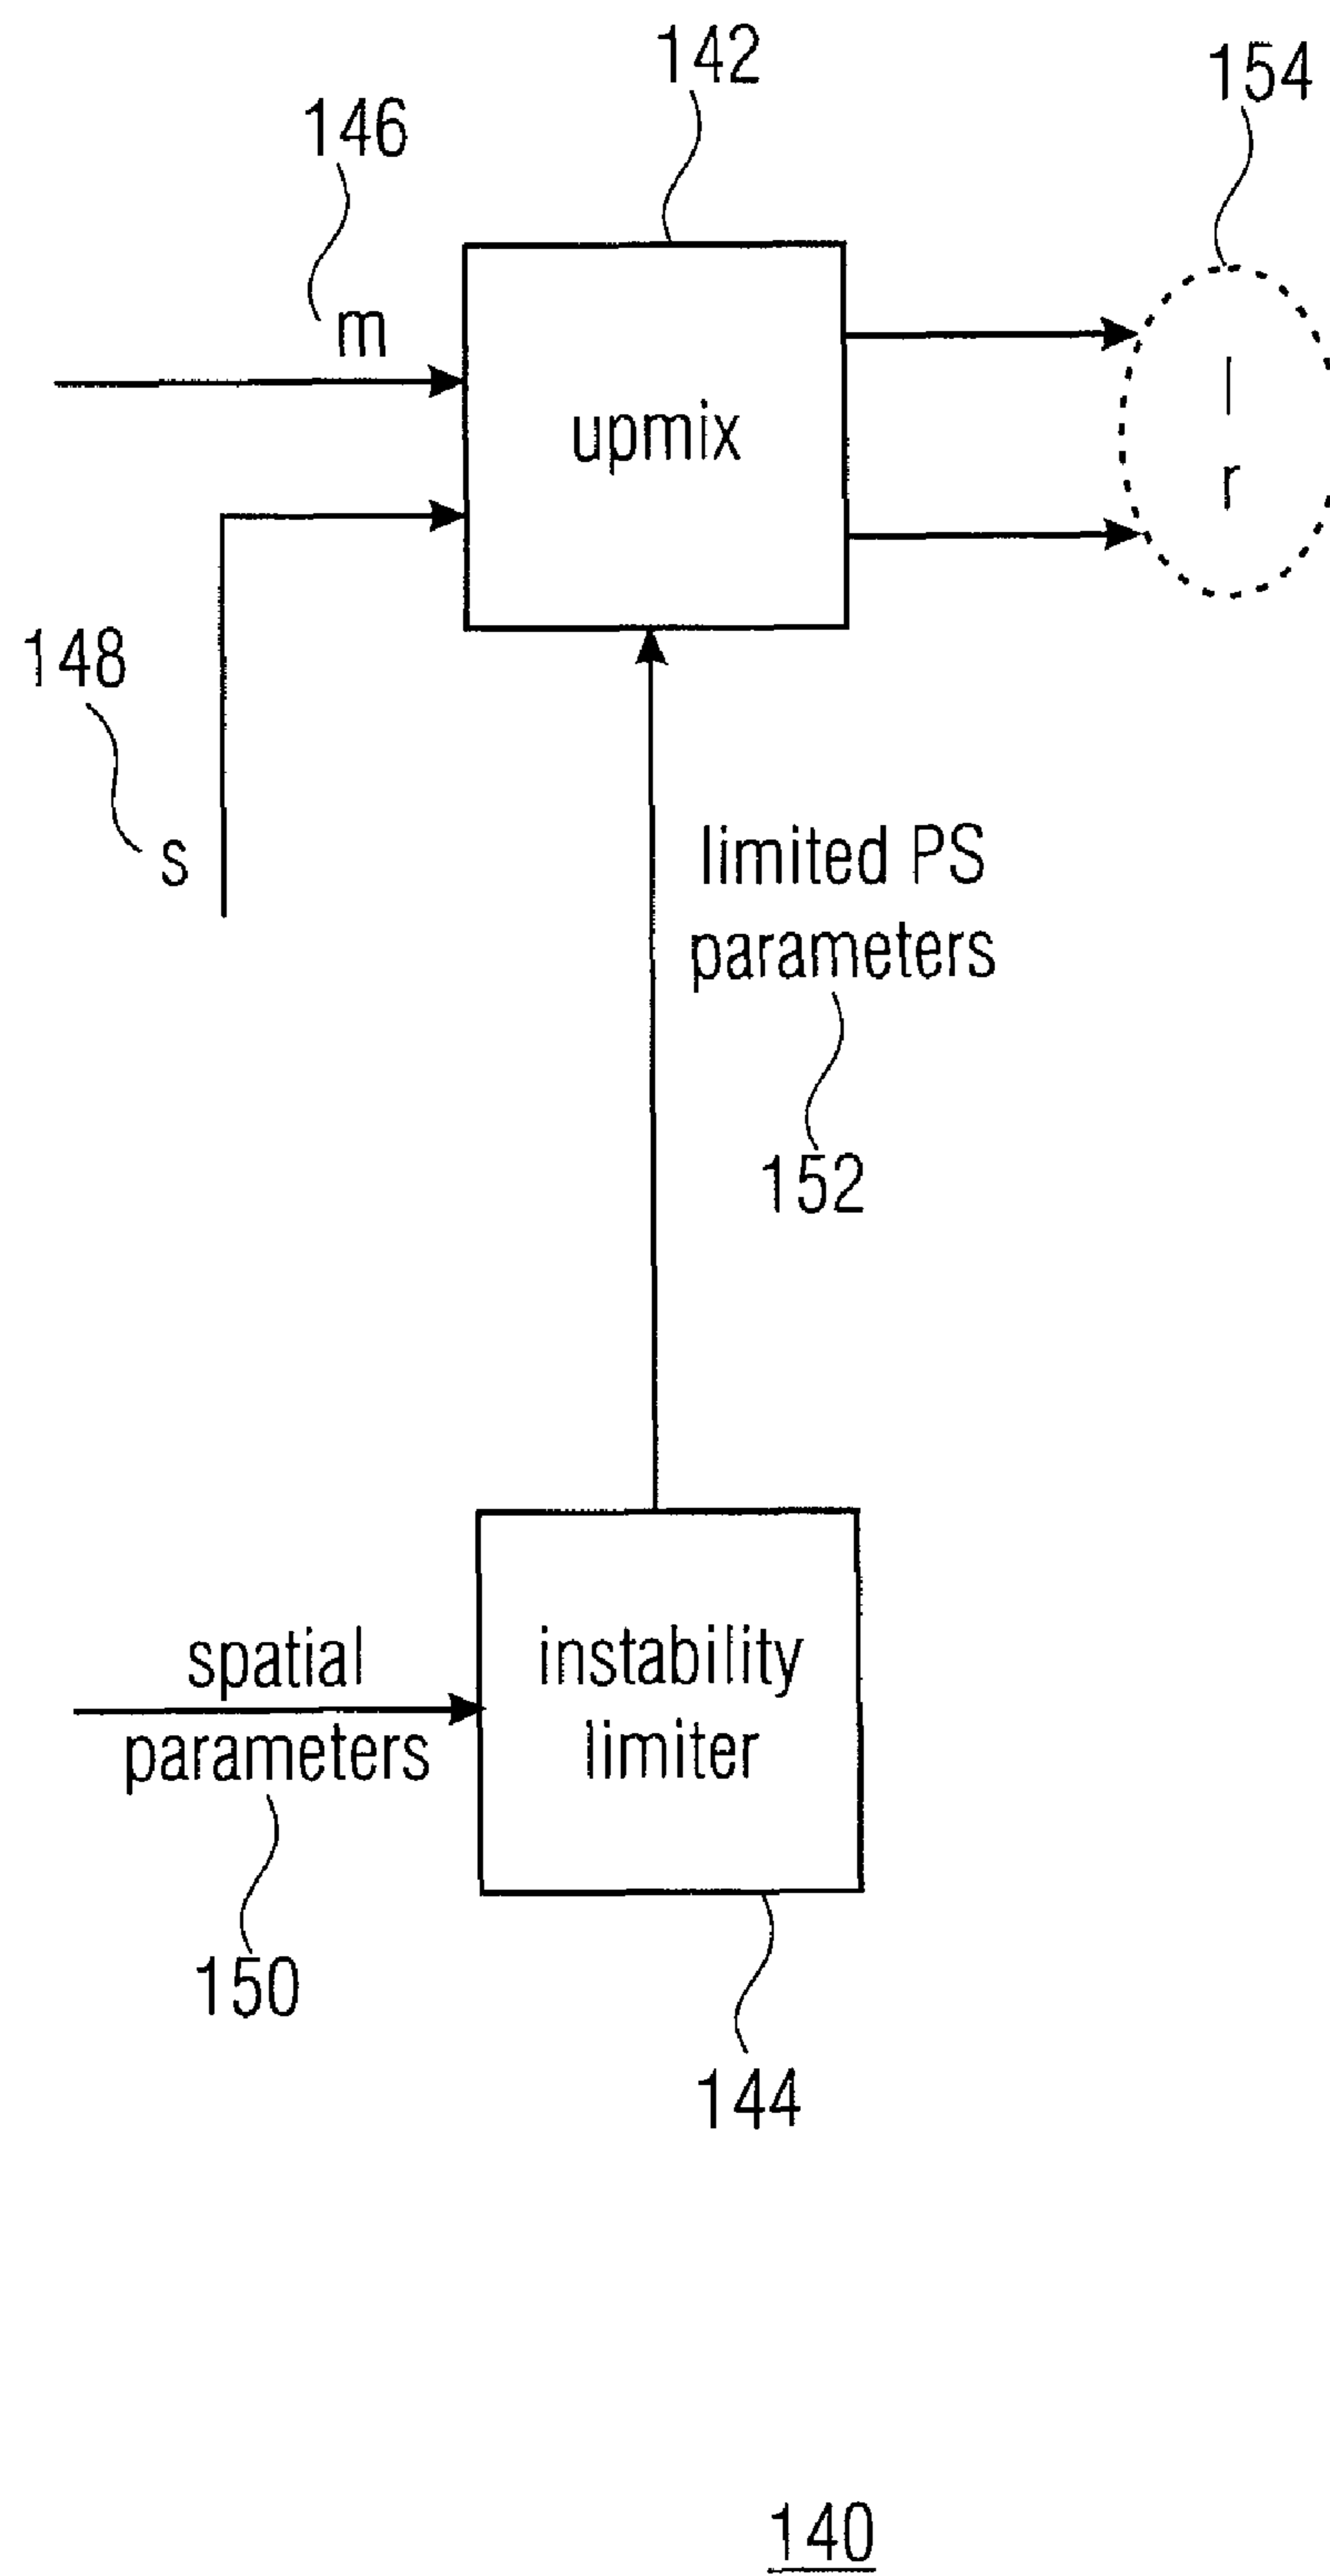 142
154
146
m
upmix
l
r
148
s
limited PS
parameters
152
spatial
parameters
instability
limiter
150
144
140